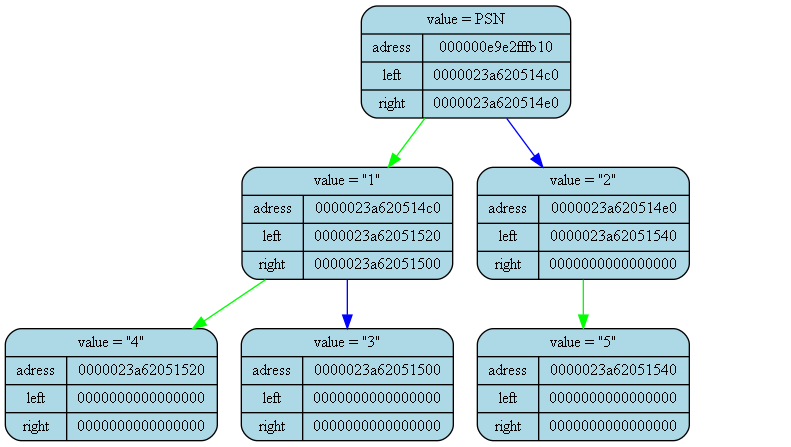 value = PSN
adress 000000e9e2fffb10
left 0000023a620514c0
right 0000023a620514e0
value = "1"
adress 0000023a620514c0
left 0000023a62051520
right 0000023a62051500
value = "2"
adress 0000023a620514e0
left 0000023a62051540
right 0000000000000000
value = "4"
adress 0000023a62051520
left 0000000000000000
right 0000000000000000
value = "3"
adress 0000023a62051500
left 0000000000000000
right 0000000000000000
value = "5"
adress 0000023a62051540
left 0000000000000000
right 0000000000000000